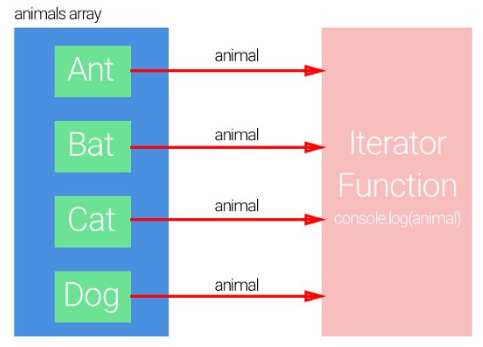 animals array
Ant
animal
Bat
animal
Cat
animal
Dog
animal
Iterator
Function
console.log(animal)